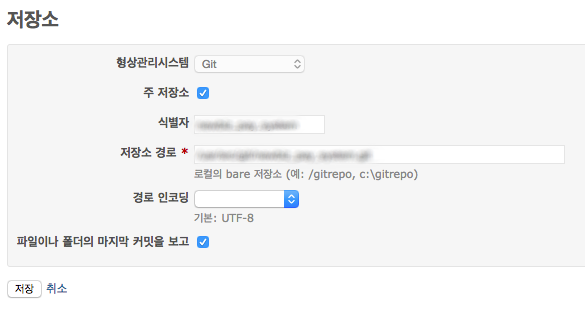 저장소
형상관리시스템 Git
주 저장소
식별자
저장소 경로 *
로컬의 bare 저장소 (예: /gitrepo, c:\gitrepo)
경로 인코딩
기본: UTF-8
파일이나 폴더의 마지막 커밋을 보고
저장 취소